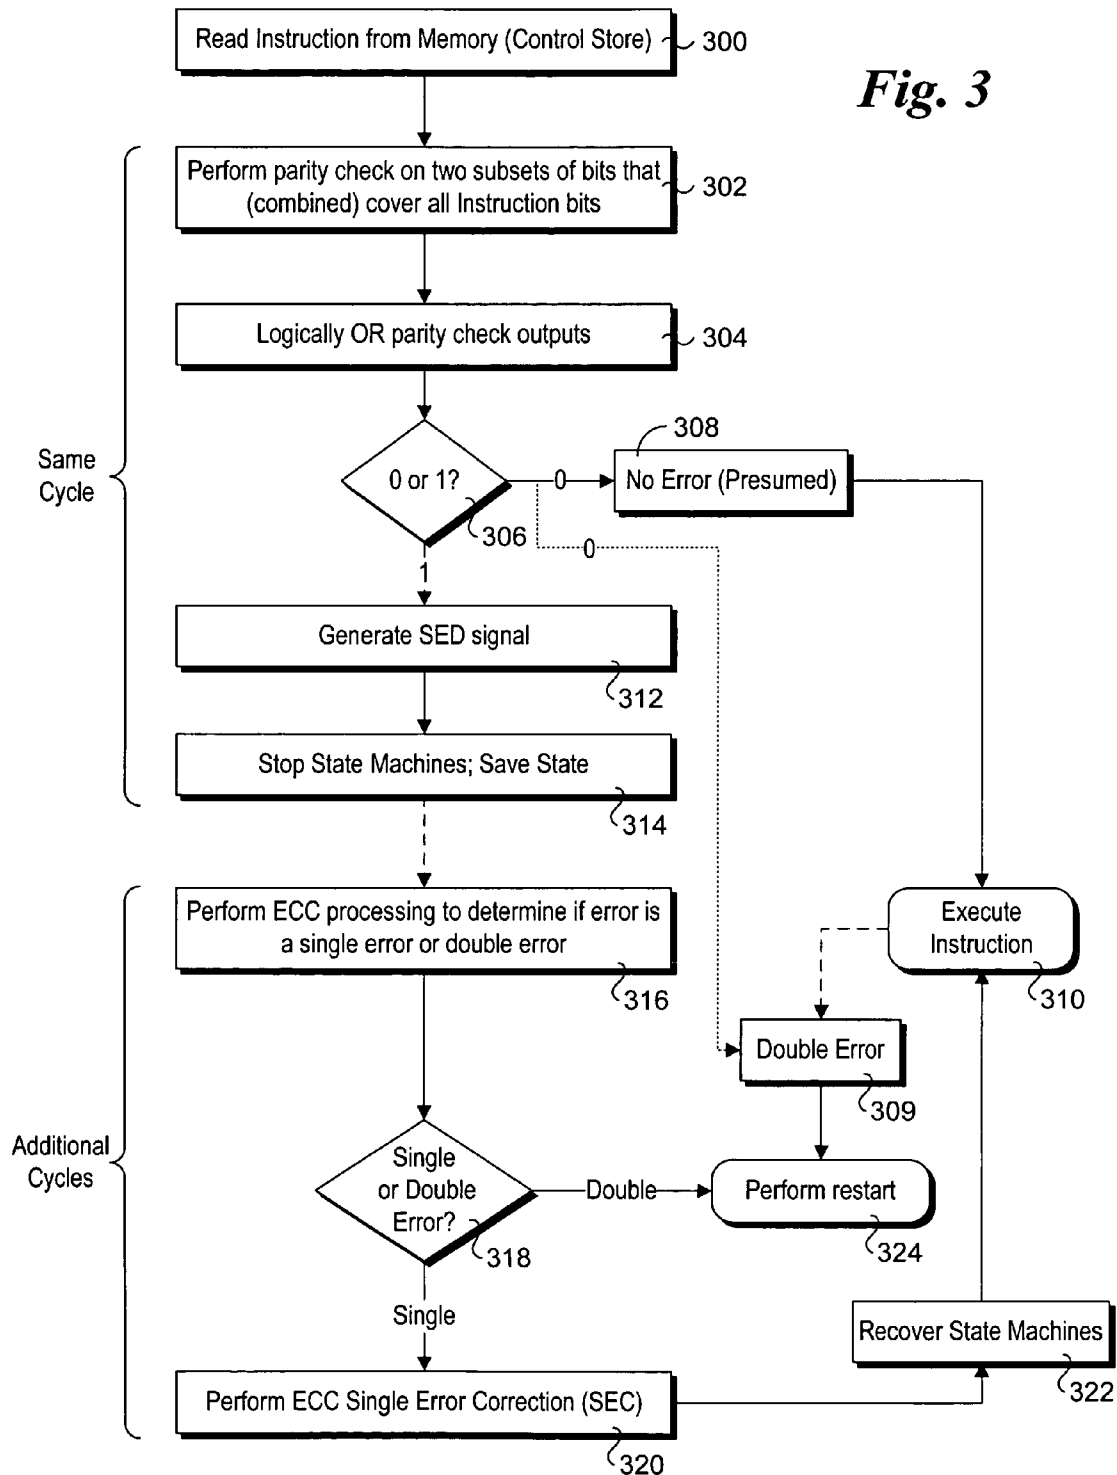 Read Instruction from Memory (Control Store)
300
Fig. 3
Perform parity check on two subsets of bits that
(combined) cover all Instruction bits
302
Logically OR parity check outputs
304
Same
Cycle
0 or 1?
306
0
308
No Error (Presumed)
0
1
Generate SED signal
312
Stop State Machines; Save State
314
Perform ECC processing to determine if error is
a single error or double error
316
Execute
Instruction
310
Double Error
309
Additional
Cycles
Single
or Double
Error?
318
Double
Perform restart
324
Single
Recover State Machines
322
Perform ECC Single Error Correction (SEC)
320